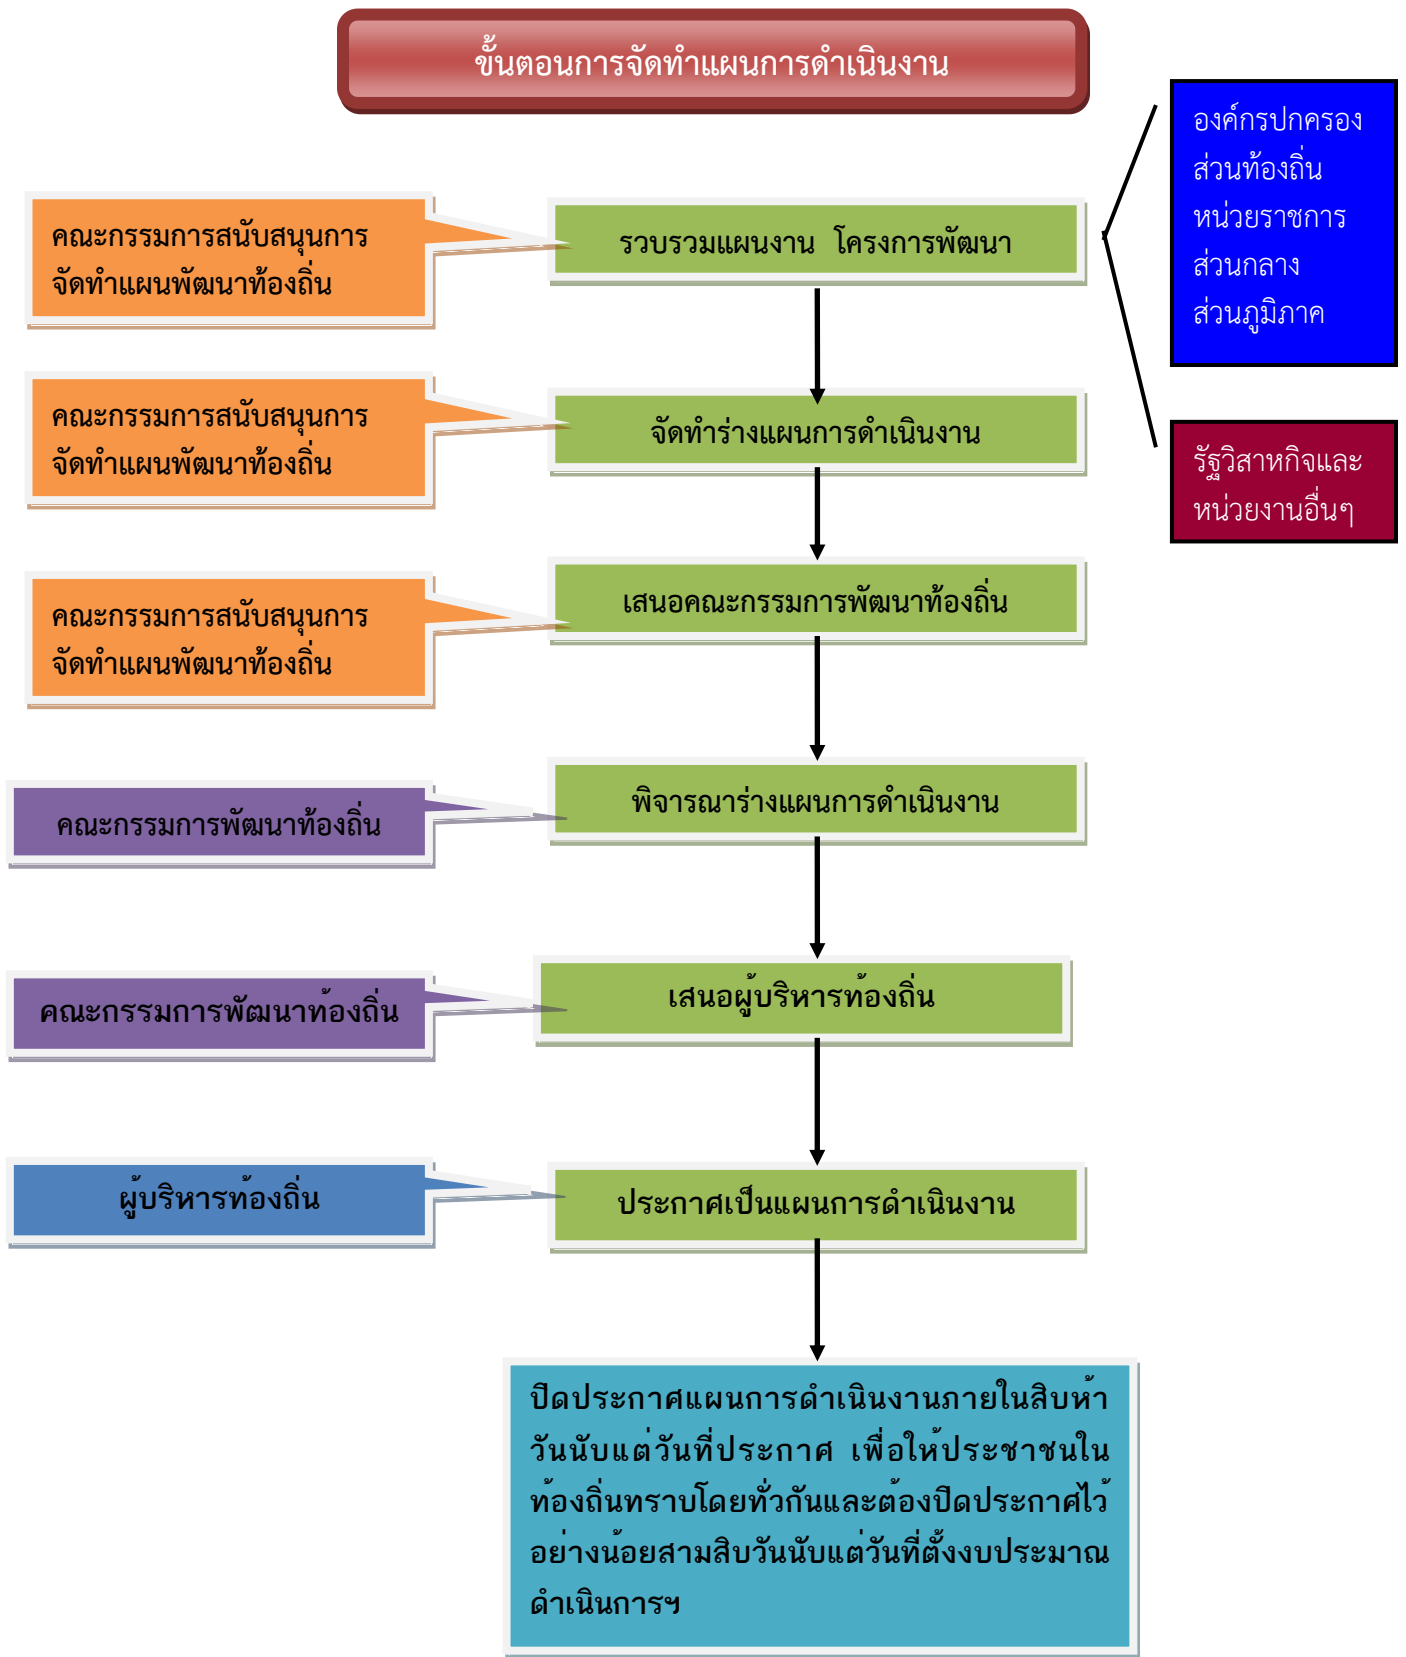 ขั้นตอนการจัดทำแผนการดำเนินงาน
องค์กรปกครอง
ส่วนท้องถิ่น
หน่วยราชการ
ส่วนกลาง
ส่วนภูมิภาค
คณะกรรมการสนับสนุนการ
จัดทำแผนพัฒนาท้องถิ่น
รวบรวมแผนงาน โครงการพัฒนา
คณะกรรมการสนับสนุนการ
จัดทำแผนพัฒนาท้องถิ่น
จัดทำร่างแผนการดำเนินงาน
รัฐวิสาหกิจและ
หน่วยงานอื่นๆ
คณะกรรมการสนับสนุนการ
จัดทำแผนพัฒนาท้องถิ่น
เสนอคณะกรรมการพัฒนาท้องถิ่น
คณะกรรมการพัฒนาท้องถิ่น
พิจารณาร่างแผนการดำเนินงาน
คณะกรรมการพัฒนาท้องถิ่น
เสนอผู้บริหารท้องถิ่น
ผู้บริหารท้องถิ่น
ประกาศเป็นแผนการดำเนินงาน
ปิดประกาศแผนการดำเนินงานภายในสิบห้า
วันนับแต่วันที่ประกาศ เพื่อให้ประชาชนใน
ท้องถิ่นทราบโดยทั่วกันและต้องปิดประกาศไว้
อย่างน้อยสามสิบวันนับแต่วันที่ตั้งงบประมาณ
ดำเนินการฯ